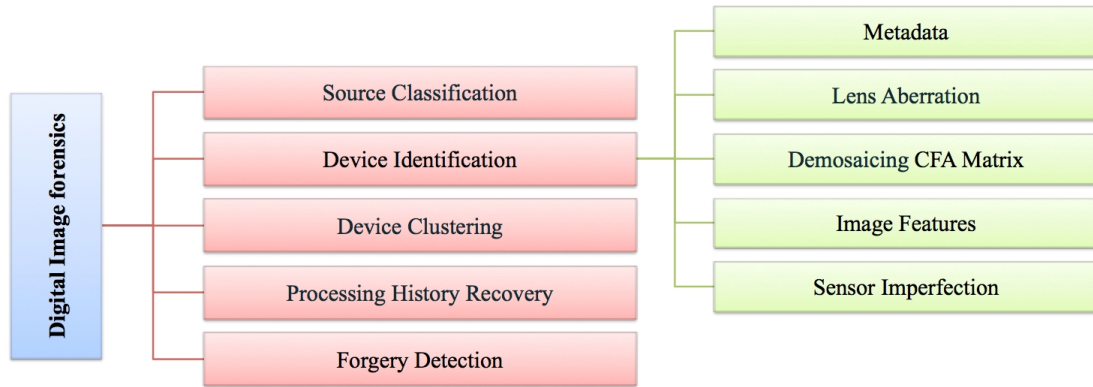 Digital Image forensics
Source Classification
Device Identification
Device Clustering
Processing History Recovery
Forgery Detection
Metadata
Lens Aberration
Demosaicing CFA Matrix
Image Features
Sensor Imperfection